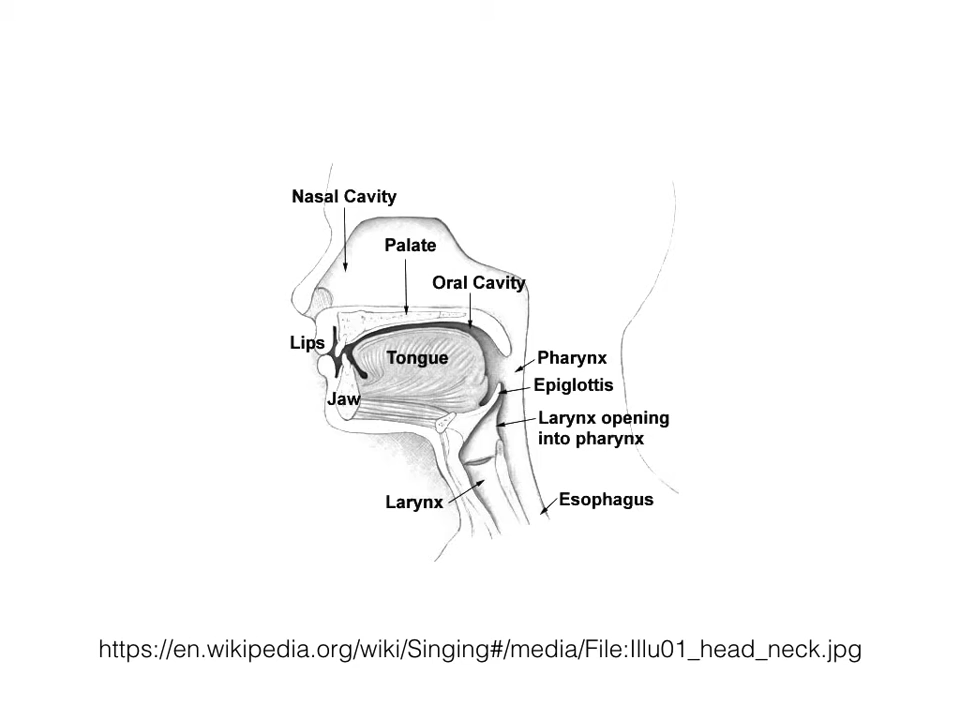 Nasal Cavity
Palate
Oral Cavity
Lips
Tongue
Pharynx
Epiglottis
Jaw
Larynx opening
into pharynx
Larynx
Esophagus
https://en.wikipedia.org/wiki/Singing#/media/File:Illu01_head_neck.jpg